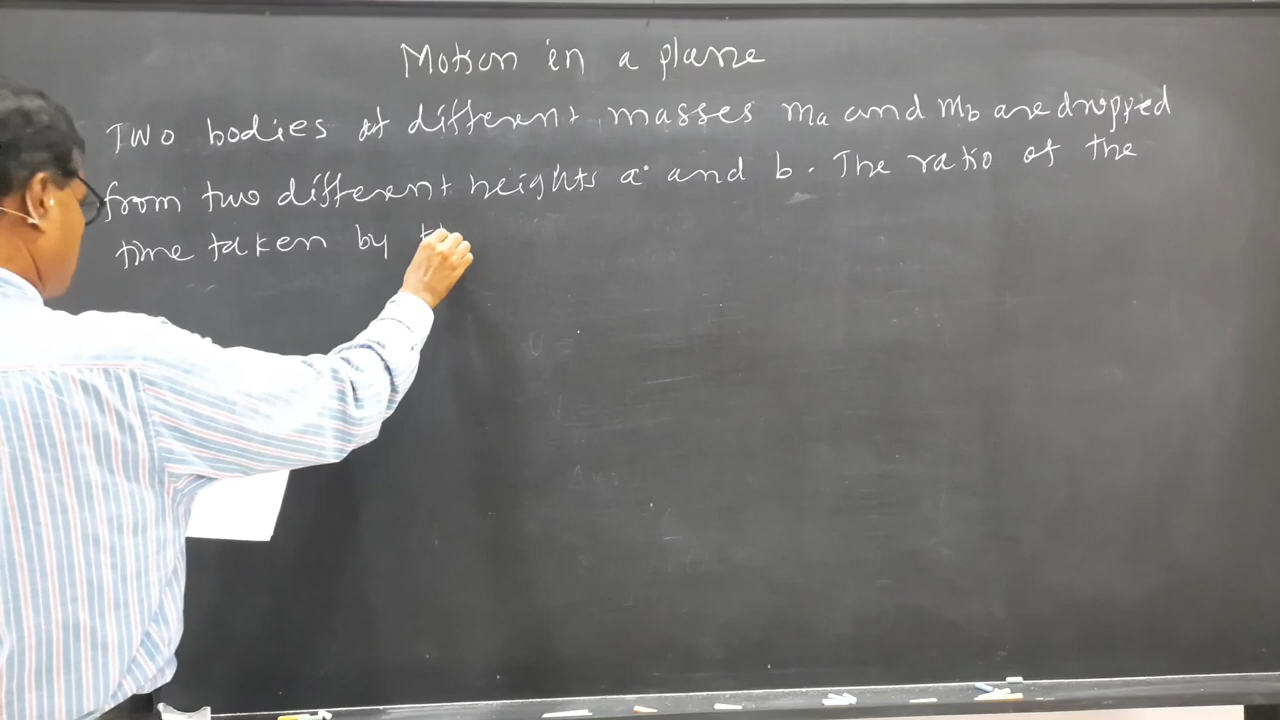 Motion in a plane
Two bodies of different masses ma and mb are dropped
from two different heights a and b. The ratio of the
time taken by